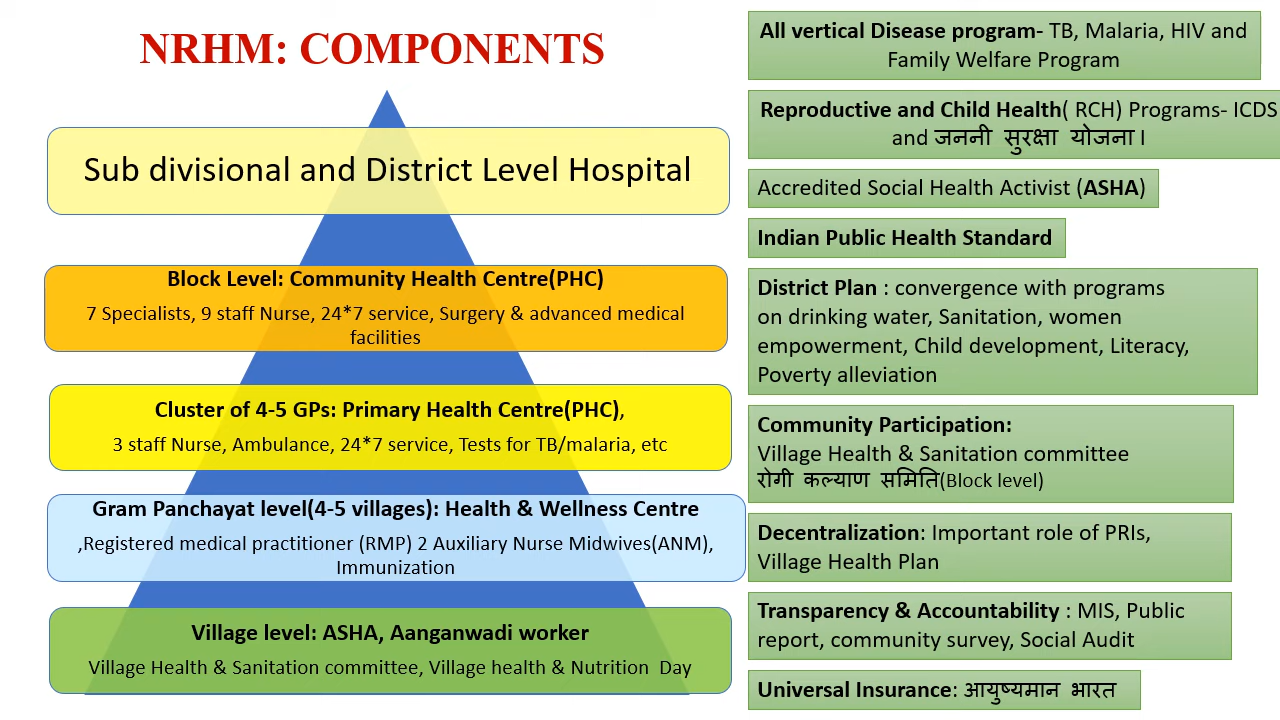 NRHM: COMPONENTS
Sub divisional and District Level Hospital
Block Level: Community Health Centre(PHC)
7 Specialists, 9 staff Nurse, 24*7 service, Surgery & advanced medical
facilities
Cluster of 4-5 GPs: Primary Health Centre(PHC),
3 staff Nurse, Ambulance, 24*7 service, Tests for TB/malaria, etc
Gram Panchayat level(4-5 villages): Health & Wellness Centre
,Registered medical practitioner (RMP) 2 Auxiliary Nurse Midwives(ANM),
Immunization
Village level: ASHA, Aanganwadi worker
Village Health & Sanitation committee, Village health & Nutrition Day
All vertical Disease program- TB, Malaria, HIV and
Family Welfare Program
Reproductive and Child Health( RCH) Programs- ICDS
and जननी सुरक्षा योजना I
Accredited Social Health Activist (ASHA)
Indian Public Health Standard
District Plan : convergence with programs
on drinking water, Sanitation, women
empowerment, Child development, Literacy,
Poverty alleviation
Community Participation:
Village Health & Sanitation committee
रोगी कल्याण समिति(Block level)
Decentralization: Important role of PRIs,
Village Health Plan
Transparency & Accountability : MIS, Public
report, community survey, Social Audit
Universal Insurance: आयुष्यमान भारत